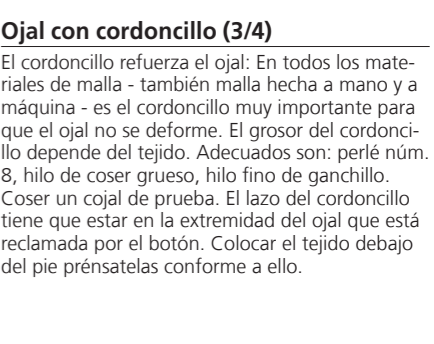 Ojal con cordoncillo (3/4)
El cordoncillo refuerza el ojal: En todos los mate-
riales de malla - también malla hecha a mano y a
máquina - es el cordoncillo muy importante para
que el ojal no se deforme. El grosor del cordonci-
llo depende del tejido. Adecuados son: perlé núm.
8, hilo de coser grueso, hilo fino de ganchillo.
Coser un cojal de prueba. El lazo del cordoncillo
tiene que estar en la extremidad del ojal que está
reclamada por el botón. Colocar el tejido debajo
del pie prénsatelas conforme a ello.